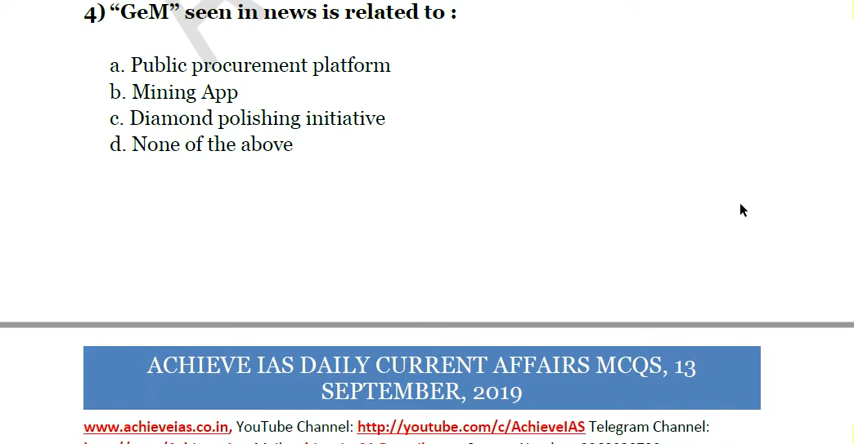 4) “GeM” seen in news is related to :
a. Public procurement platform
b. Mining App
c. Diamond polishing initiative
d. None of the above
ACHIEVE IAS DAILY CURRENT AFFAIRS MCQS, 13
SEPTEMBER, 2019
www.achieveias.co.in, YouTube Channel: http://youtube.com/c/AchieveIAS Telegram Channel: